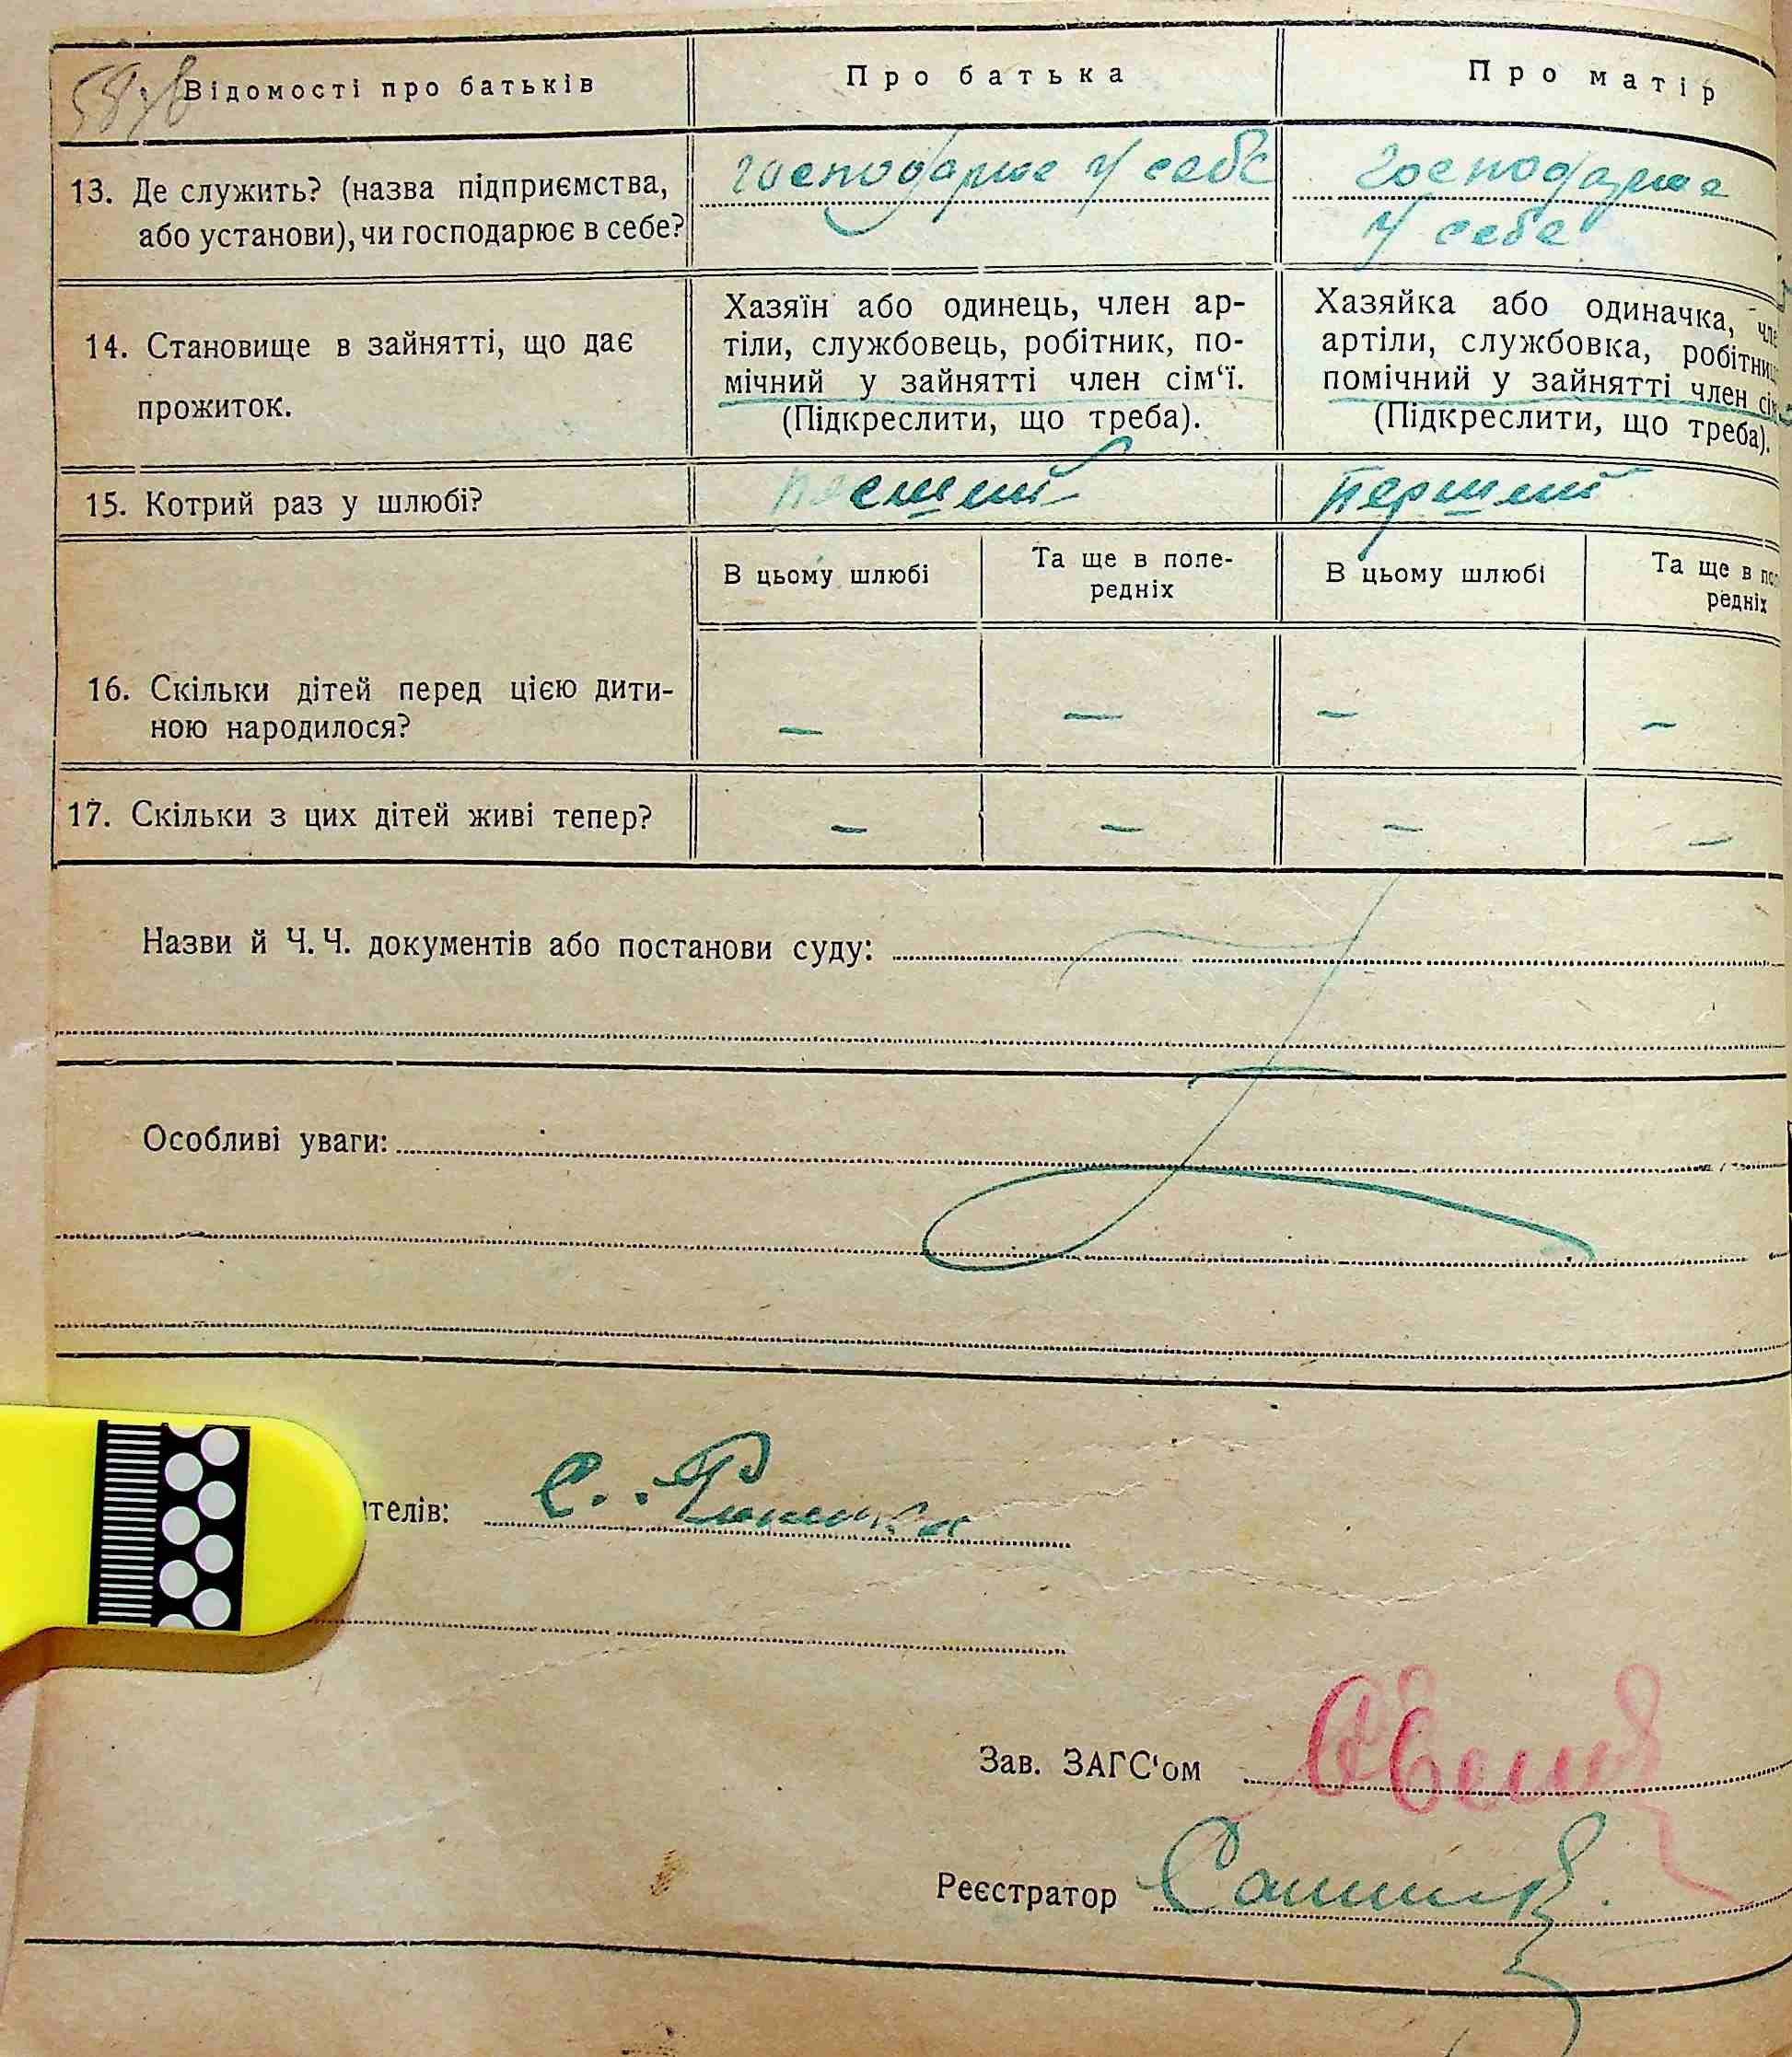 Відомості про батьків
Про батька
Про матір
13. Де служить? (назва підприємства,
або установи), чи господарює в себе?
господарює у себе
господарює
у себе
14. Становище в зайнятті, що дає
прожиток.
Хазяїн або одинець, член ар-
тіли, службовець, робітник, по-
мічний у зайнятті член сім‘ї.
(Підкреслити, що треба).
Хазяйка або одиначка,
артіли, службовка,
помічний у зайнятті член
(Підкреслити, що треба).
15. Котрий раз у шлюбі?
перший
В цьому шлюбі
Та ще в попе-
редніх
В цьому шлюбі
Та ще в
редніх
16. Скільки дітей перед цією дити-
ною народилося?
— — — —
17. Скільки з цих дітей живі тепер?
— — — —
Назви й Ч. Ч. документів або постанови суду:
Особливі уваги:
Зав. ЗАГС‘ом
Реєстратор